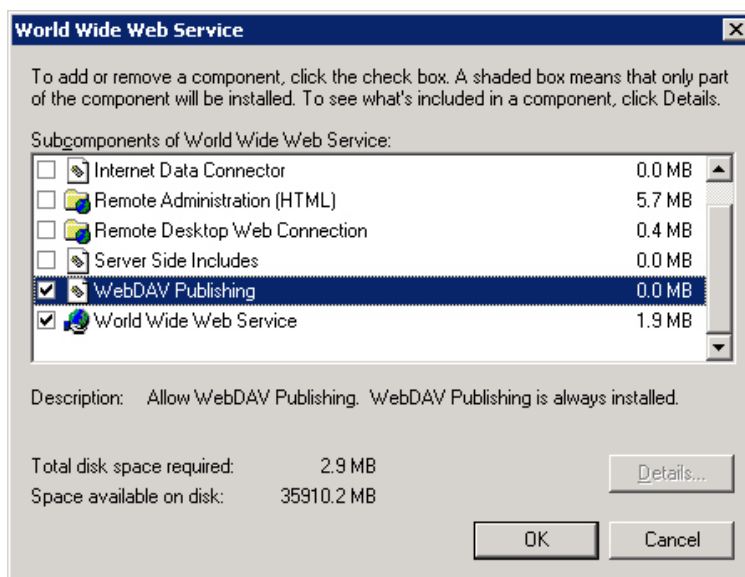 World Wide Web Service
To add or remove a component, click the check box. A shaded box means that only part
of the component will be installed. To see what's included in a component, click Details.
Subcomponents of World Wide Web Service:
Internet Data Connector 0.0 MB
Remote Administration (HTML) 5.7 MB
Remote Desktop Web Connection 0.4 MB
Server Side Includes 0.0 MB
WebDAV Publishing 0.0 MB
World Wide Web Service 1.9 MB
Description: Allow WebDAV Publishing. WebDAV Publishing is always installed.
Total disk space required: 2.9 MB
Space available on disk: 35910.2 MB
Details...
OK Cancel